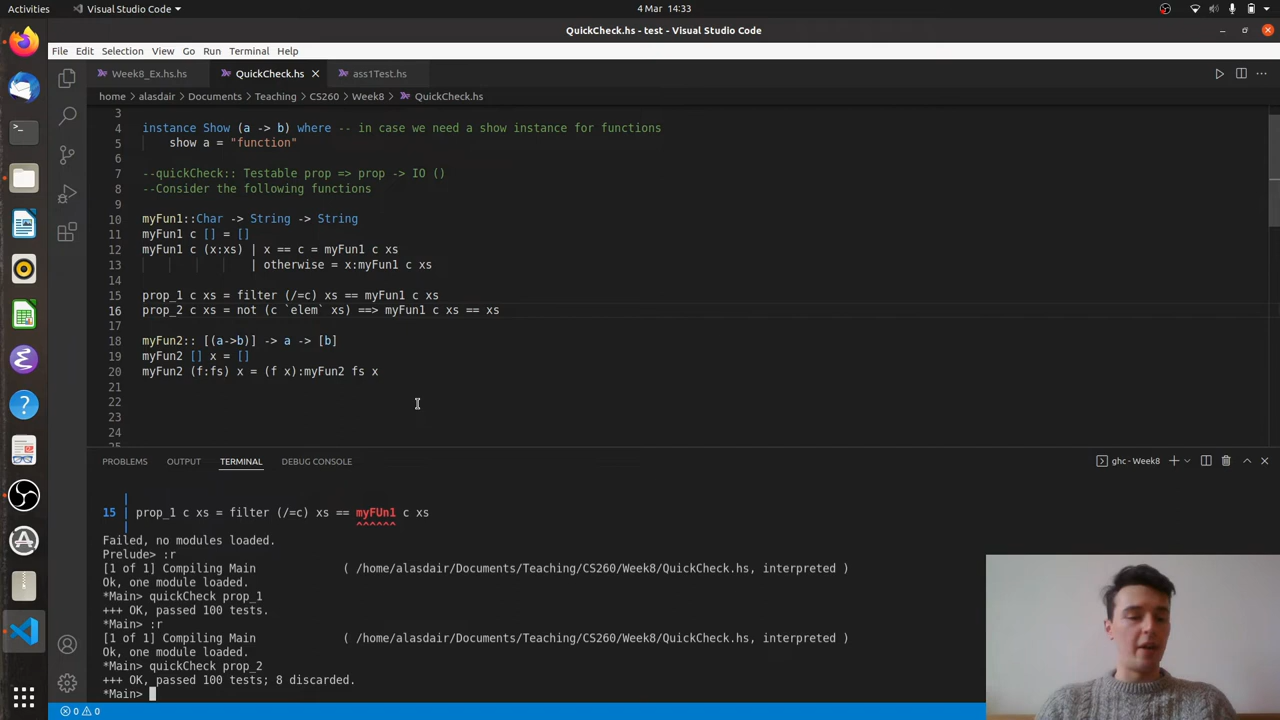 Activities
Visual Studio Code
4 Mar 14:33
QuickCheck.hs - test - Visual Studio Code
File Edit Selection View Go Run Terminal Help
Week8_Ex.hs.hs
QuickCheck.hs
ass1Test.hs
home > alasdair > Documents > Teaching > CS260 > Week8 > QuickCheck.hs
3
4 instance Show (a -> b) where -- in case we need a show instance for functions
5 show a = "function"
6
7 --quickCheck:: Testable prop => prop -> IO ()
8 --Consider the following functions
9
10 myFun1::Char -> String -> String
11 myFun1 c [] = []
12 myFun1 c (x:xs) | x == c = myFun1 c xs
13 | otherwise = x:myFun1 c xs
14
15 prop_1 c xs = filter (/=c) xs == myFun1 c xs
16 prop_2 c xs = not (c `elem` xs) ==> myFun1 c xs == xs
17
18 myFun2:: [(a->b)] -> a -> [b]
19 myFun2 [] x = []
20 myFun2 (f:fs) x = (f x):myFun2 fs x
21
22
23
24
25
PROBLEMS OUTPUT TERMINAL DEBUG CONSOLE
ghc - Week8
|
15 | prop_1 c xs = filter (/=c) xs == myFUn1 c xs
| ^^^^^^
Failed, no modules loaded.
Prelude> :r
[1 of 1] Compiling Main ( /home/alasdair/Documents/Teaching/CS260/Week8/QuickCheck.hs, interpreted )
Ok, one module loaded.
*Main> quickCheck prop_1
+++ OK, passed 100 tests.
*Main> :r
[1 of 1] Compiling Main ( /home/alasdair/Documents/Teaching/CS260/Week8/QuickCheck.hs, interpreted )
Ok, one module loaded.
*Main> quickCheck prop_2
+++ OK, passed 100 tests; 8 discarded.
*Main>
0 0